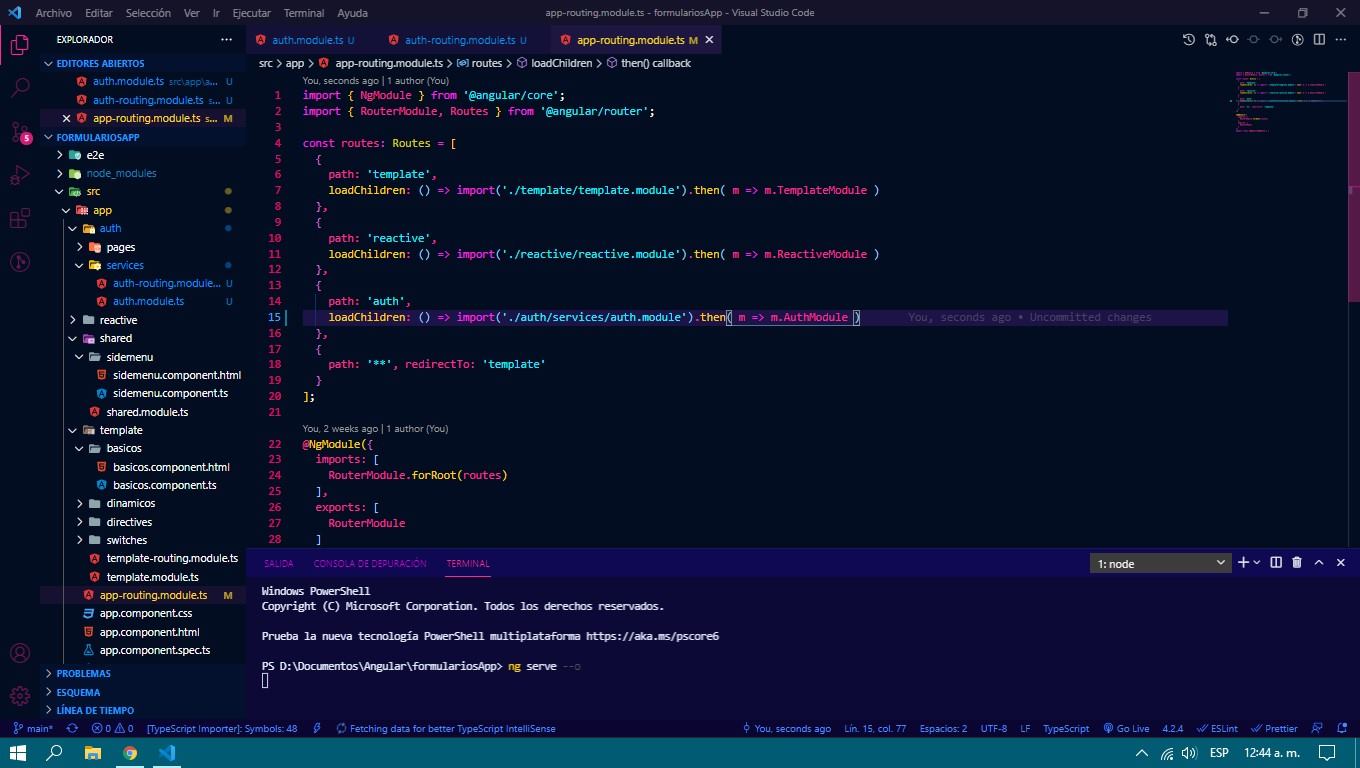 Archivo Editar Selección Ver Ir Ejecutar Terminal Ayuda
app-routing.module.ts - formulariosApp - Visual Studio Code
EXPLORADOR
EDITORES ABIERTOS
auth.module.ts src\app\a... U
auth-routing.module.ts ... U
app-routing.module.ts s... M
FORMULARIOSAPP
e2e
node_modules
src
app
auth
pages
services
auth-routing.module... U
auth.module.ts U
reactive
shared
sidemenu
sidemenu.component.html
sidemenu.component.ts
shared.module.ts
template
basicos
basicos.component.html
basicos.component.ts
dinamicos
directives
switches
template-routing.module.ts
template.module.ts
app-routing.module.ts M
app.component.css
app.component.html
app.component.spec.ts
PROBLEMAS
ESQUEMA
LÍNEA DE TIEMPO
5
auth.module.ts U
auth-routing.module.ts U
app-routing.module.ts M
src > app > app-routing.module.ts > routes > loadChildren > then() callback
You, seconds ago | 1 author (You)
1 import { NgModule } from '@angular/core';
2 import { RouterModule, Routes } from '@angular/router';
3
4 const routes: Routes = [
5 {
6 path: 'template',
7 loadChildren: () => import('./template/template.module').then( m => m.TemplateModule )
8 },
9 {
10 path: 'reactive',
11 loadChildren: () => import('./reactive/reactive.module').then( m => m.ReactiveModule )
12 },
13 {
14 path: 'auth',
15 loadChildren: () => import('./auth/services/auth.module').then( m => m.AuthModule ) You, seconds ago • Uncommitted changes
16 },
17 {
18 path: '**', redirectTo: 'template'
19 }
20 ];
21
You, 2 weeks ago | 1 author (You)
22 @NgModule({
23 imports: [
24 RouterModule.forRoot(routes)
25 ],
26 exports: [
27 RouterModule
28 ]
SALIDA CONSOLA DE DEPURACIÓN TERMINAL
1: node
Windows PowerShell
Copyright (C) Microsoft Corporation. Todos los derechos reservados.
Prueba la nueva tecnología PowerShell multiplataforma https://aka.ms/pscore6
PS D:\Documentos\Angular\formulariosApp> ng serve --o
main* 0 0 [TypeScript Importer]: Symbols: 48 Fetching data for better TypeScript IntelliSense
You, seconds ago Lín. 15, col. 77 Espacios: 2 UTF-8 LF TypeScript Go Live 4.2.4 ESLint Prettier
ESP 12:44 a. m.